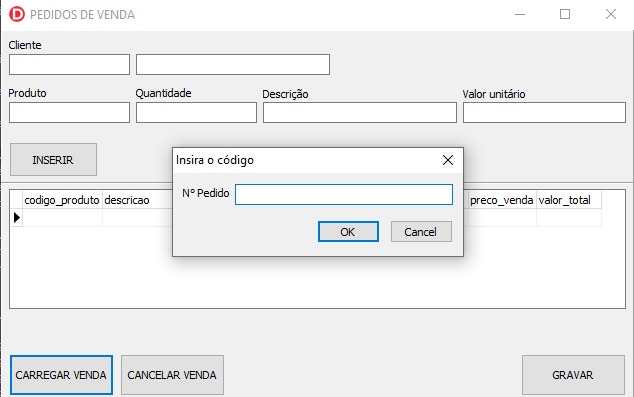 D PEDIDOS DE VENDA
Cliente
Produto Quantidade Descrição Valor unitário
INSERIR
Insira o código
Nº Pedido
OK Cancel
codigo_produto descricao preco_venda valor_total
CARREGAR VENDA CANCELAR VENDA GRAVAR